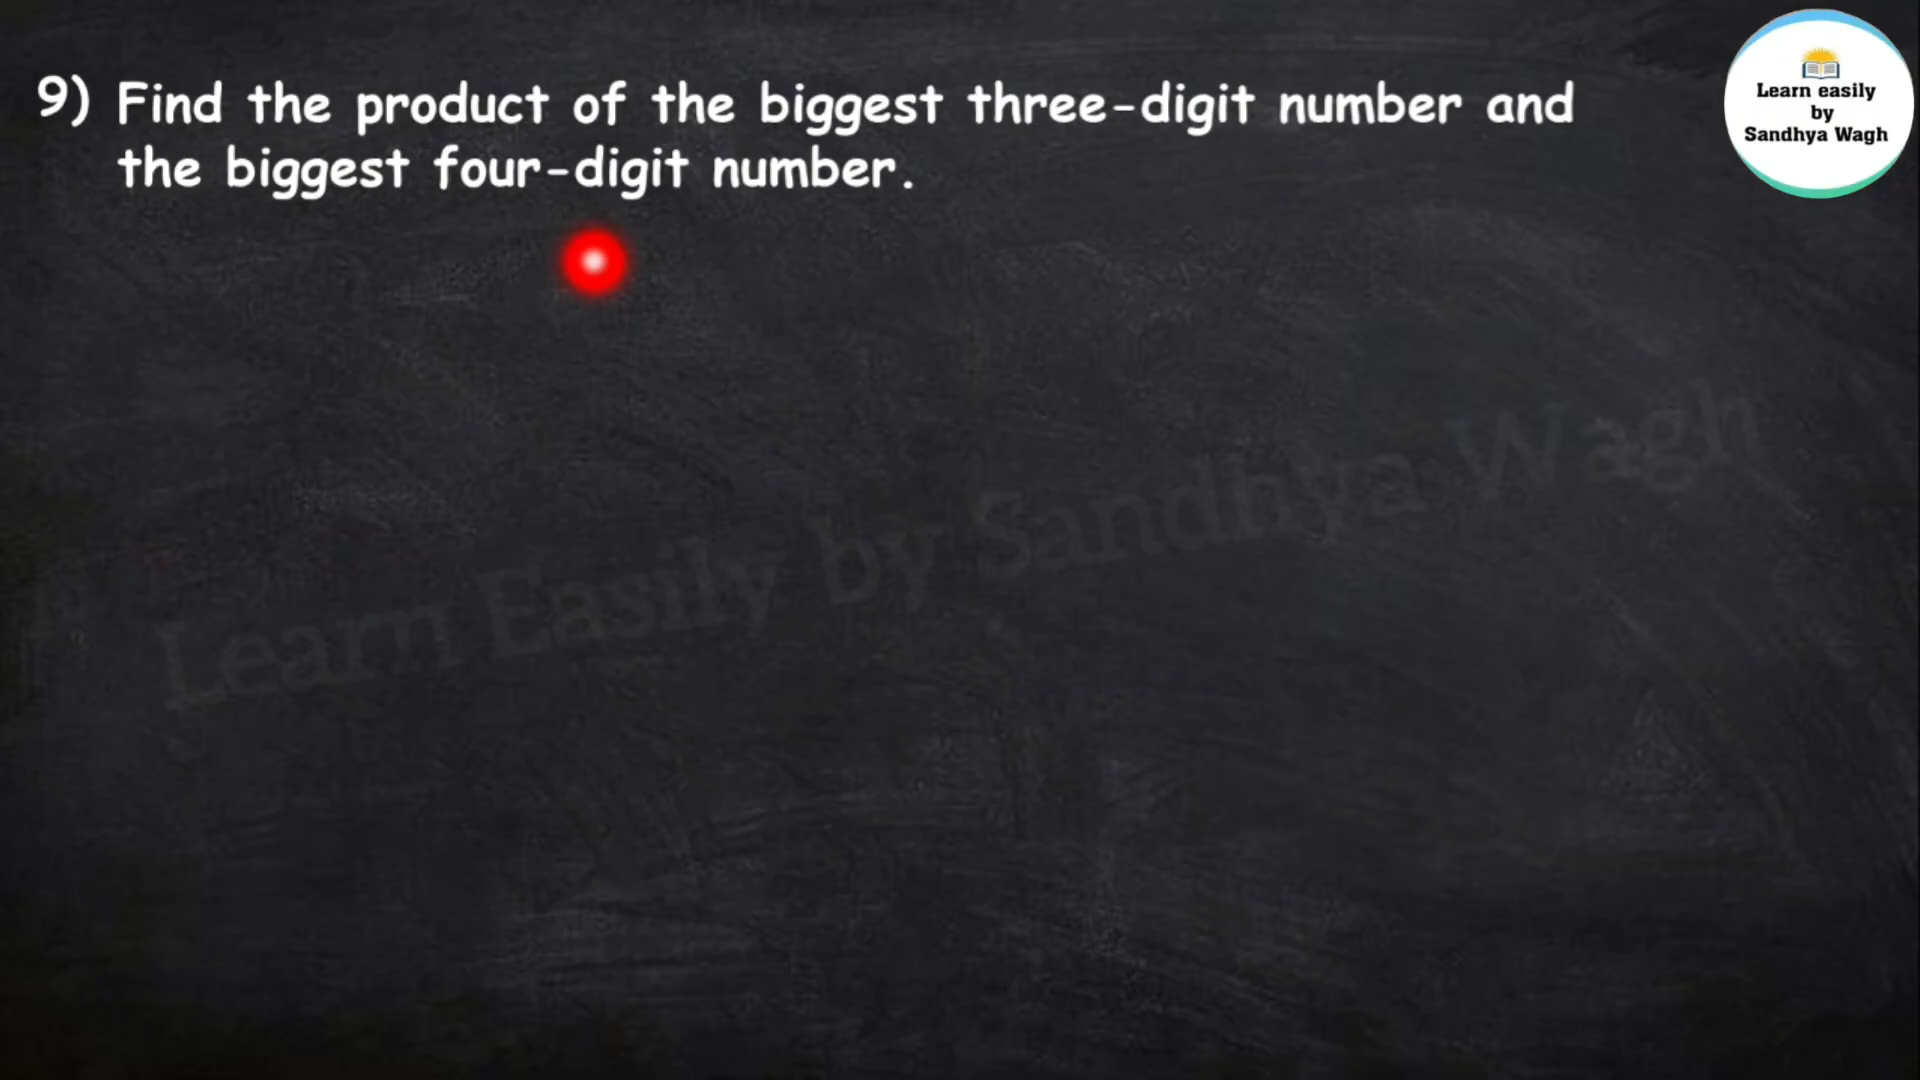 9) Find the product of the biggest three-digit number and
the biggest four-digit number.
Learn easily
by
Sandhya Wagh
Learn Easily by Sandhya Wagh